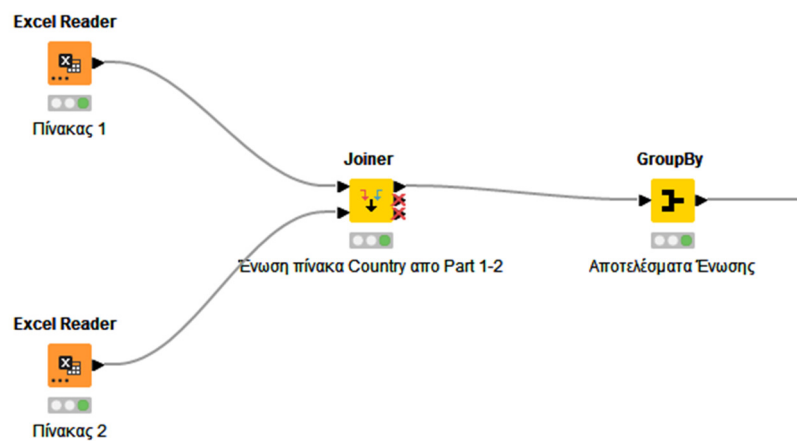 Excel Reader
Πίνακας 1
Joiner
Ένωση πίνακα Country απο Part 1-2
GroupBy
Αποτελέσματα Ένωσης
Excel Reader
Πίνακας 2